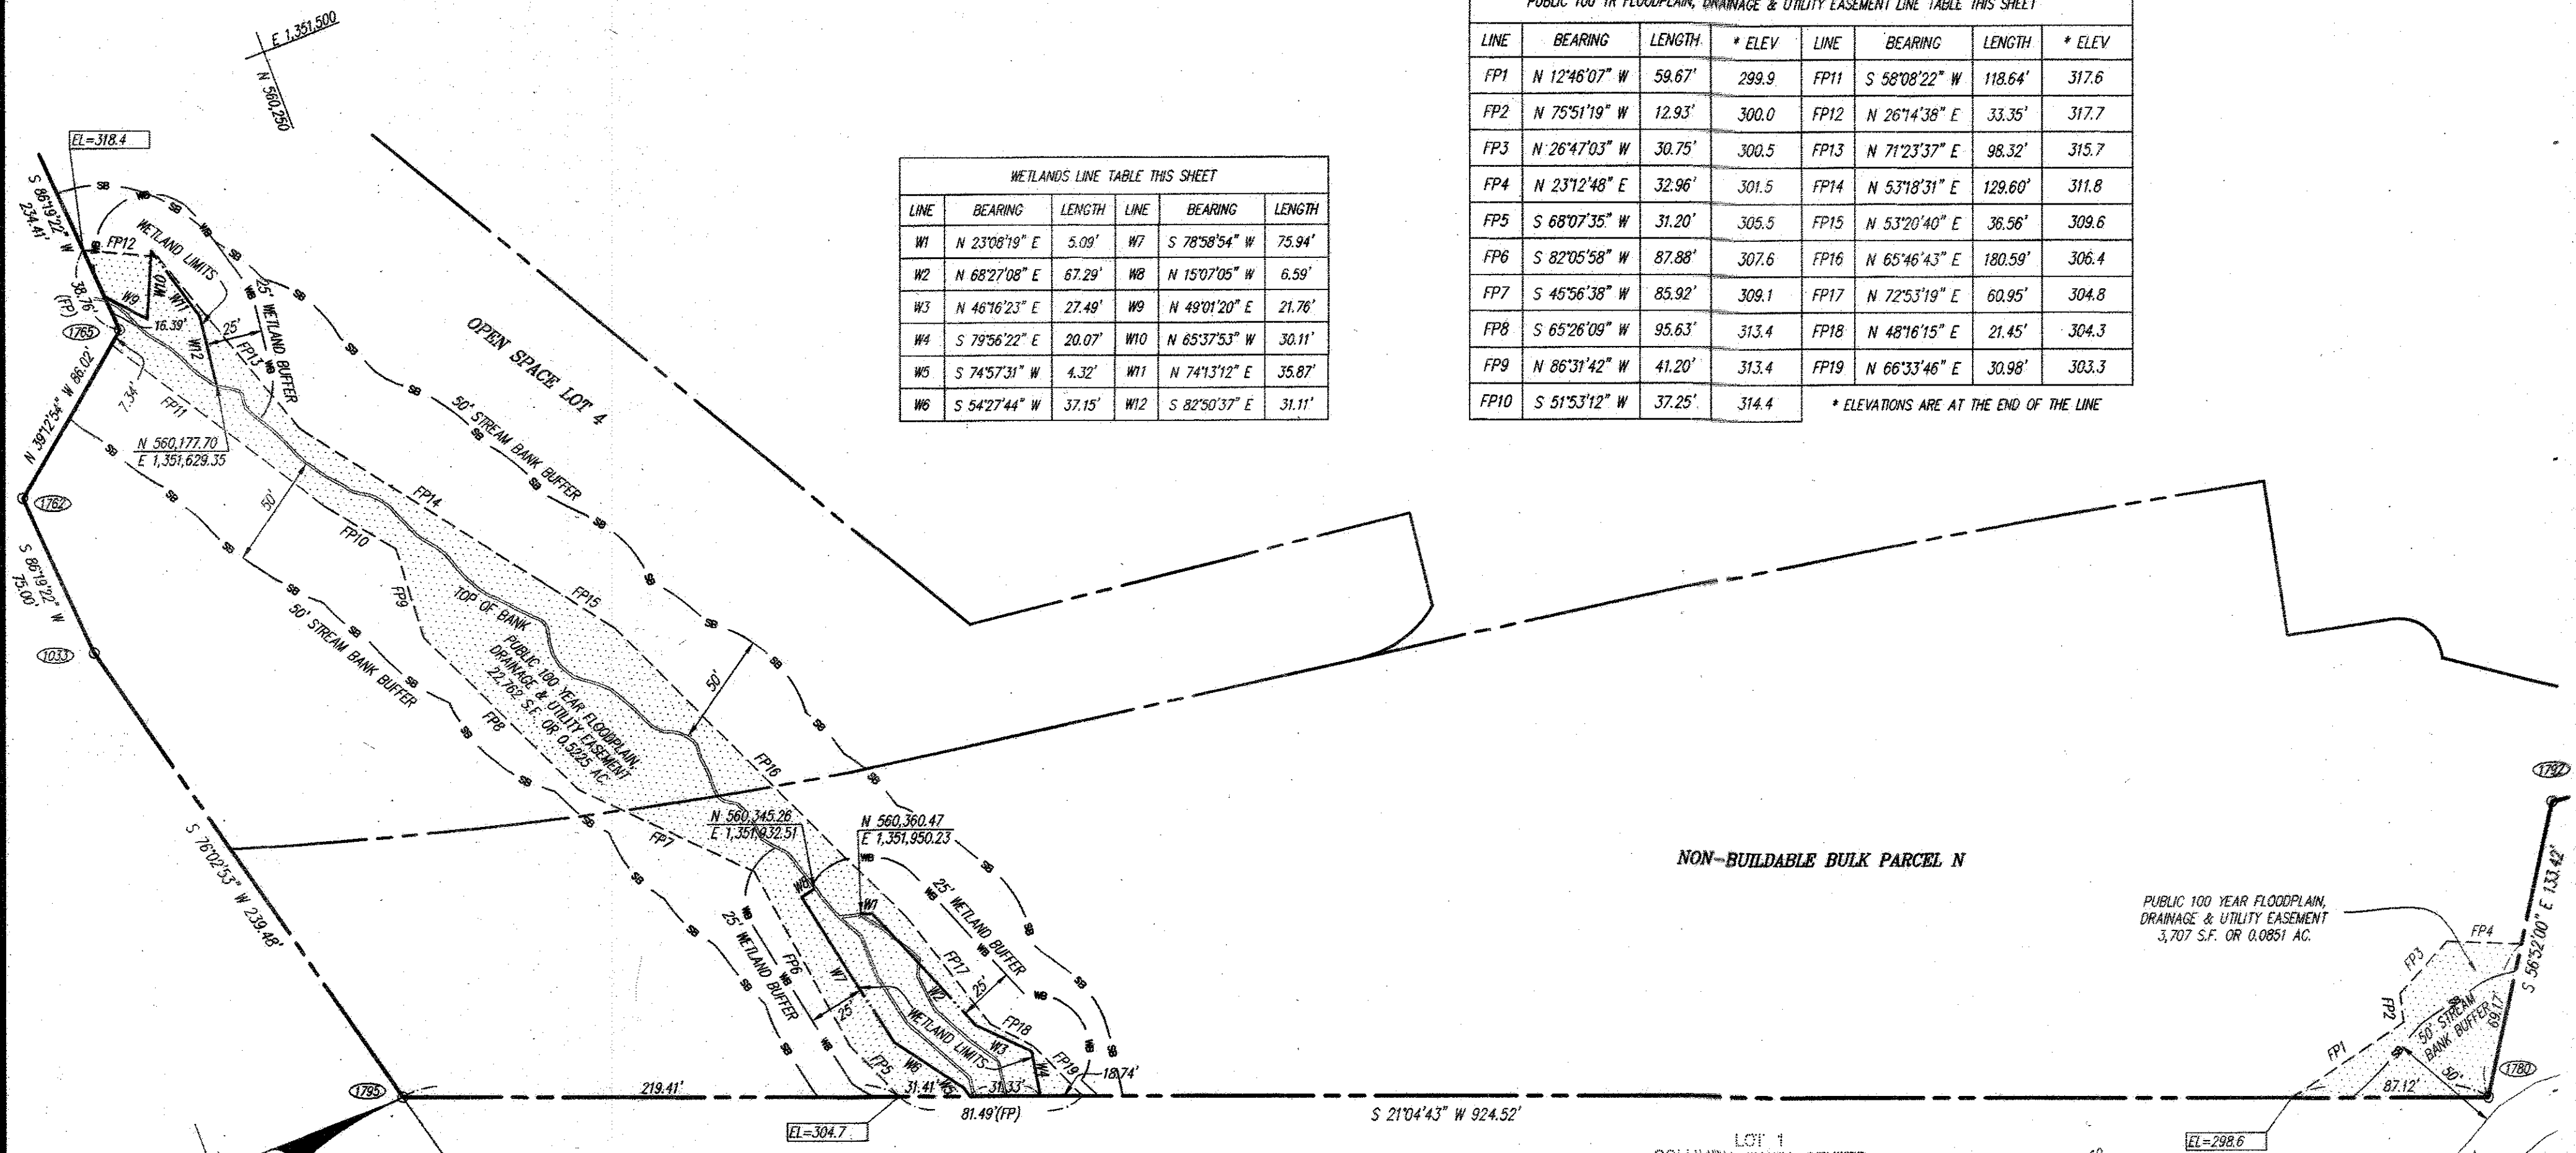 E 1,351,500
N 560,250
EL=318.4
S 86°19'22" W
234.41'
SB
WB
WETLAND LIMITS
FP12
W10
W9
W11
W12
16.39'
25'
38.76'
(FP)
1765
FP13
25' WETLAND BUFFER
7.34'
FP11
N 39°12'54" W 86.02'
N 560,177.70
E 1,351,629.35
1762
S 86°19'22" W
75.00'
1033
OPEN SPACE LOT 4
50' STREAM BANK BUFFER
50'
FP14
FP10
FP9
TOP OF BANK
FP15
50' STREAM BANK BUFFER
PUBLIC 100 YEAR FLOODPLAIN,
DRAINAGE & UTILITY EASEMENT
22,762 S.F. OR 0.5225 AC
FP8
50'
FP16
S 76°02'53" W 239.48'
FP7
N 560,345.26
E 1,351,932.51
N 560,360.47
E 1,351,950.23
W8
W1
25' WETLAND BUFFER
25' WETLAND BUFFER
FP6
W7
FP17
W2
25'
25'
WETLAND LIMITS
FP18
W3
FP5
W6
W5
W4
FP19
1795
219.41'
31.41'
31.33'
18.74'
81.49'(FP)
EL=304.7
S 21°04'43" W 924.52'
LOT 1
WETLANDS LINE TABLE THIS SHEET
LINE BEARING LENGTH LINE BEARING LENGTH
W1 N 23°08'19" E 5.09' W7 S 78°58'54" W 75.94'
W2 N 68°27'08" E 67.29' W8 N 15°07'05" W 6.59'
W3 N 46°16'23" E 27.49' W9 N 49°01'20" E 21.76'
W4 S 79°56'22" E 20.07' W10 N 65°37'53" W 30.11'
W5 S 74°57'31" W 4.32' W11 N 74°13'12" E 35.87'
W6 S 54°27'44" W 37.15' W12 S 82°50'37" E 31.11'
PUBLIC 100 YR FLOODPLAIN, DRAINAGE & UTILITY EASEMENT LINE TABLE THIS SHEET
LINE BEARING LENGTH * ELEV LINE BEARING LENGTH * ELEV
FP1 N 12°46'07" W 59.67' 299.9 FP11 S 58°08'22" W 118.64' 317.6
FP2 N 75°51'19" W 12.93' 300.0 FP12 N 26°14'38" E 33.35' 317.7
FP3 N 26°47'03" W 30.75' 300.5 FP13 N 71°23'37" E 98.32' 315.7
FP4 N 23°12'48" E 32.96' 301.5 FP14 N 53°18'31" E 129.60' 311.8
FP5 S 68°07'35" W 31.20' 305.5 FP15 N 53°20'40" E 36.56' 309.6
FP6 S 82°05'58" W 87.88' 307.6 FP16 N 65°46'43" E 180.59' 306.4
FP7 S 45°56'38" W 85.92' 309.1 FP17 N 72°53'19" E 60.95' 304.8
FP8 S 65°26'09" W 95.63' 313.4 FP18 N 48°16'15" E 21.45' 304.3
FP9 N 86°31'42" W 41.20' 313.4 FP19 N 66°33'46" E 30.98' 303.3
FP10 S 51°53'12" W 37.25' 314.4 * ELEVATIONS ARE AT THE END OF THE LINE
NON-BUILDABLE BULK PARCEL N
1792
S 56°52'00" E 133.42'
PUBLIC 100 YEAR FLOODPLAIN,
DRAINAGE & UTILITY EASEMENT
3,707 S.F. OR 0.0851 AC.
FP4
FP3
FP2
FP1
69.17'
50' STREAM
BANK BUFFER
50'
87.12'
1780
EL=298.6